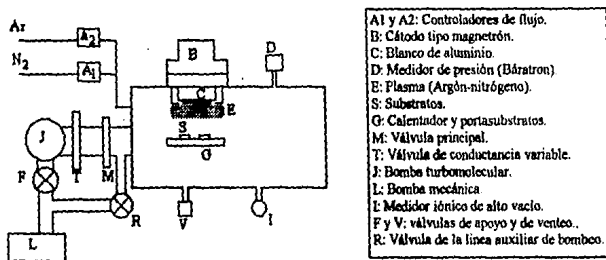 Ar
A2
N2
A1
B
D
C
E
J
S
G
F
T
M
R
L
V
I
A1 y A2: Controladores de flujo.
B: Cátodo tipo magnetrón.
C: Blanco de aluminio.
D: Medidor de presión (Báratron)
E: Plasma (Argón-nitrógeno).
S: Substratos.
G: Calentador y portasubstratos.
M: Válvula principal.
T: Válvula de conductancia variable.
J: Bomba turbomolecular.
L: Bomba mecánica
I: Medidor iónico de alto vacío.
F y V: válvulas de apoyo y de venteo.
R: Válvula de la linea auxiliar de bombeo.